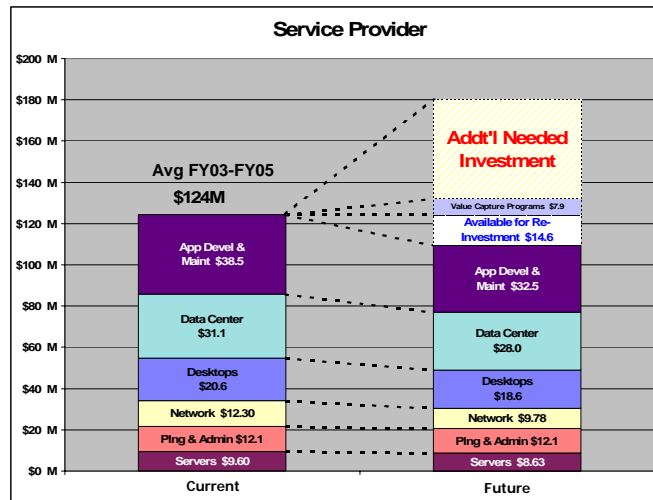 Service Provider
$200 M
$180 M
$160 M
$140 M
$120 M
$100 M
$80 M
$60 M
$40 M
$20 M
$0 M
Avg FY03-FY05
$124M
App Devel &
Maint $38.5
Data Center
$31.1
Desktops
$20.6
Network $12.30
Plng & Admin $12.1
Servers $9.60
Current
Addt'l Needed
Investment
Value Capture Programs $7.9
Available for Re-
Investment $14.6
App Devel &
Maint $32.5
Data Center
$28.0
Desktops
$18.6
Network $9.78
Plng & Admin $12.1
Servers $8.63
Future